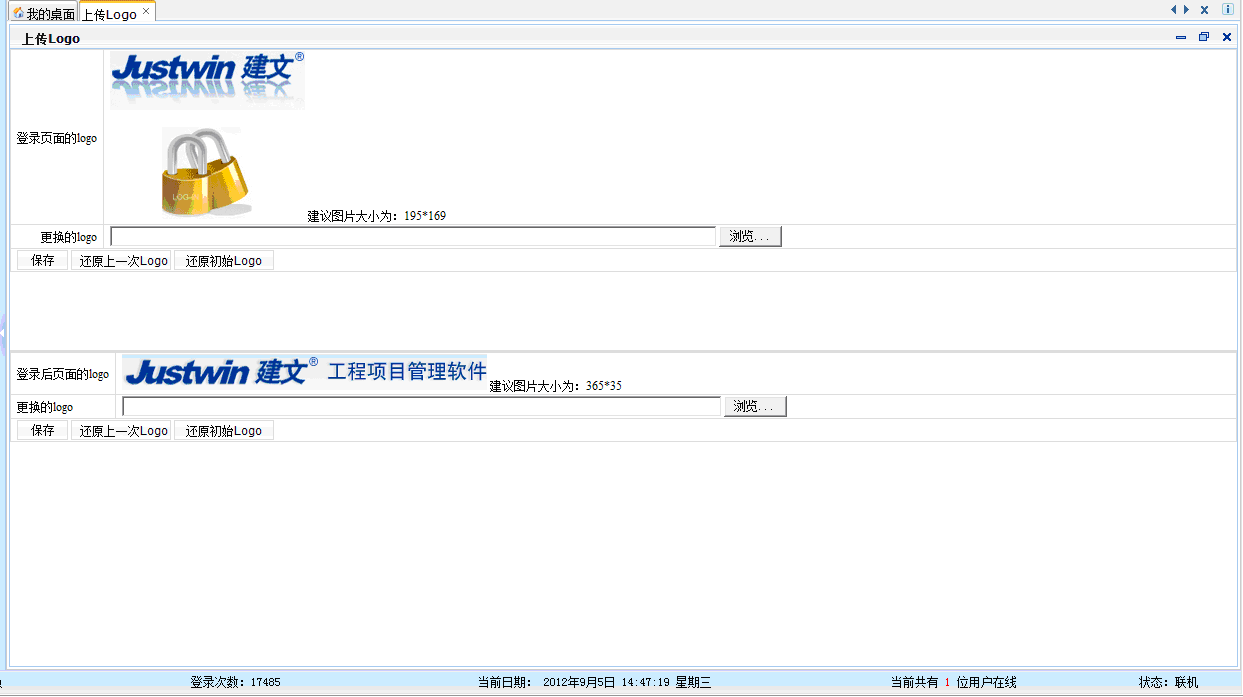 我的桌面 上传Logo
上传Logo
Justwin 建文®
登录页面的logo
LOG
建议图片大小为：195*169
更换的logo 浏览...
保存 还原上一次Logo 还原初始Logo
登录后页面的logo Justwin 建文® 工程项目管理软件 建议图片大小为：365*35
更换的logo 浏览...
保存 还原上一次Logo 还原初始Logo
登录次数：17485 当前日期： 2012年9月5日 14:47:19 星期三 当前共有 1 位用户在线 状态：联机